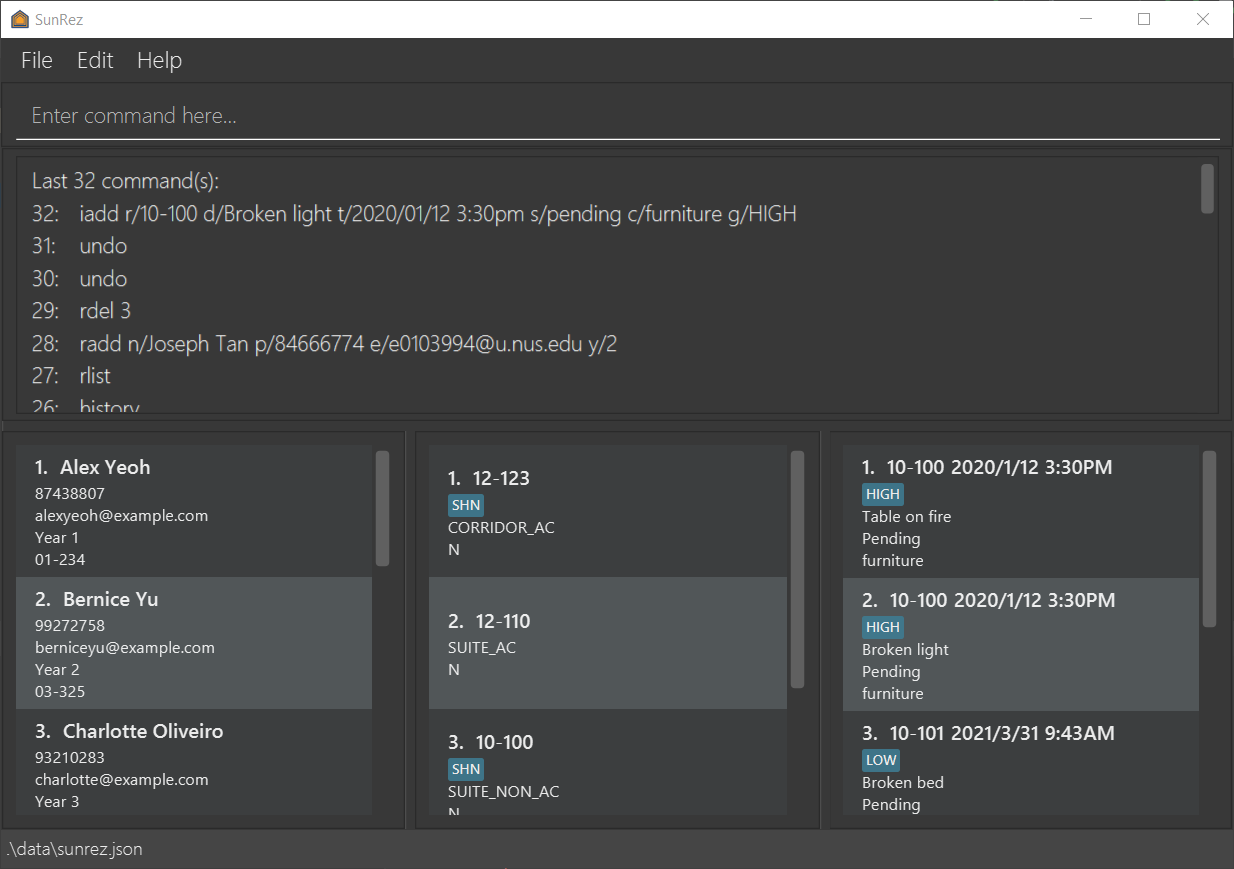 SunRez
File Edit Help
Enter command here...
Last 32 command(s):
32: iadd r/10-100 d/Broken light t/2020/01/12 3:30pm s/pending c/furniture g/HIGH
31: undo
30: undo
29: rdel 3
28: radd n/Joseph Tan p/84666774 e/e0103994@u.nus.edu y/2
27: rlist
26: history
1. Alex Yeoh
87438807
alexyeoh@example.com
Year 1
01-234
2. Bernice Yu
99272758
berniceyu@example.com
Year 2
03-325
3. Charlotte Oliveiro
93210283
charlotte@example.com
Year 3
1. 12-123
SHN
CORRIDOR_AC
N
2. 12-110
SUITE_AC
N
3. 10-100
SHN
SUITE_NON_AC
N
1. 10-100 2020/1/12 3:30PM
HIGH
Table on fire
Pending
furniture
2. 10-100 2020/1/12 3:30PM
HIGH
Broken light
Pending
furniture
3. 10-101 2021/3/31 9:43AM
LOW
Broken bed
Pending
.\data\sunrez.json